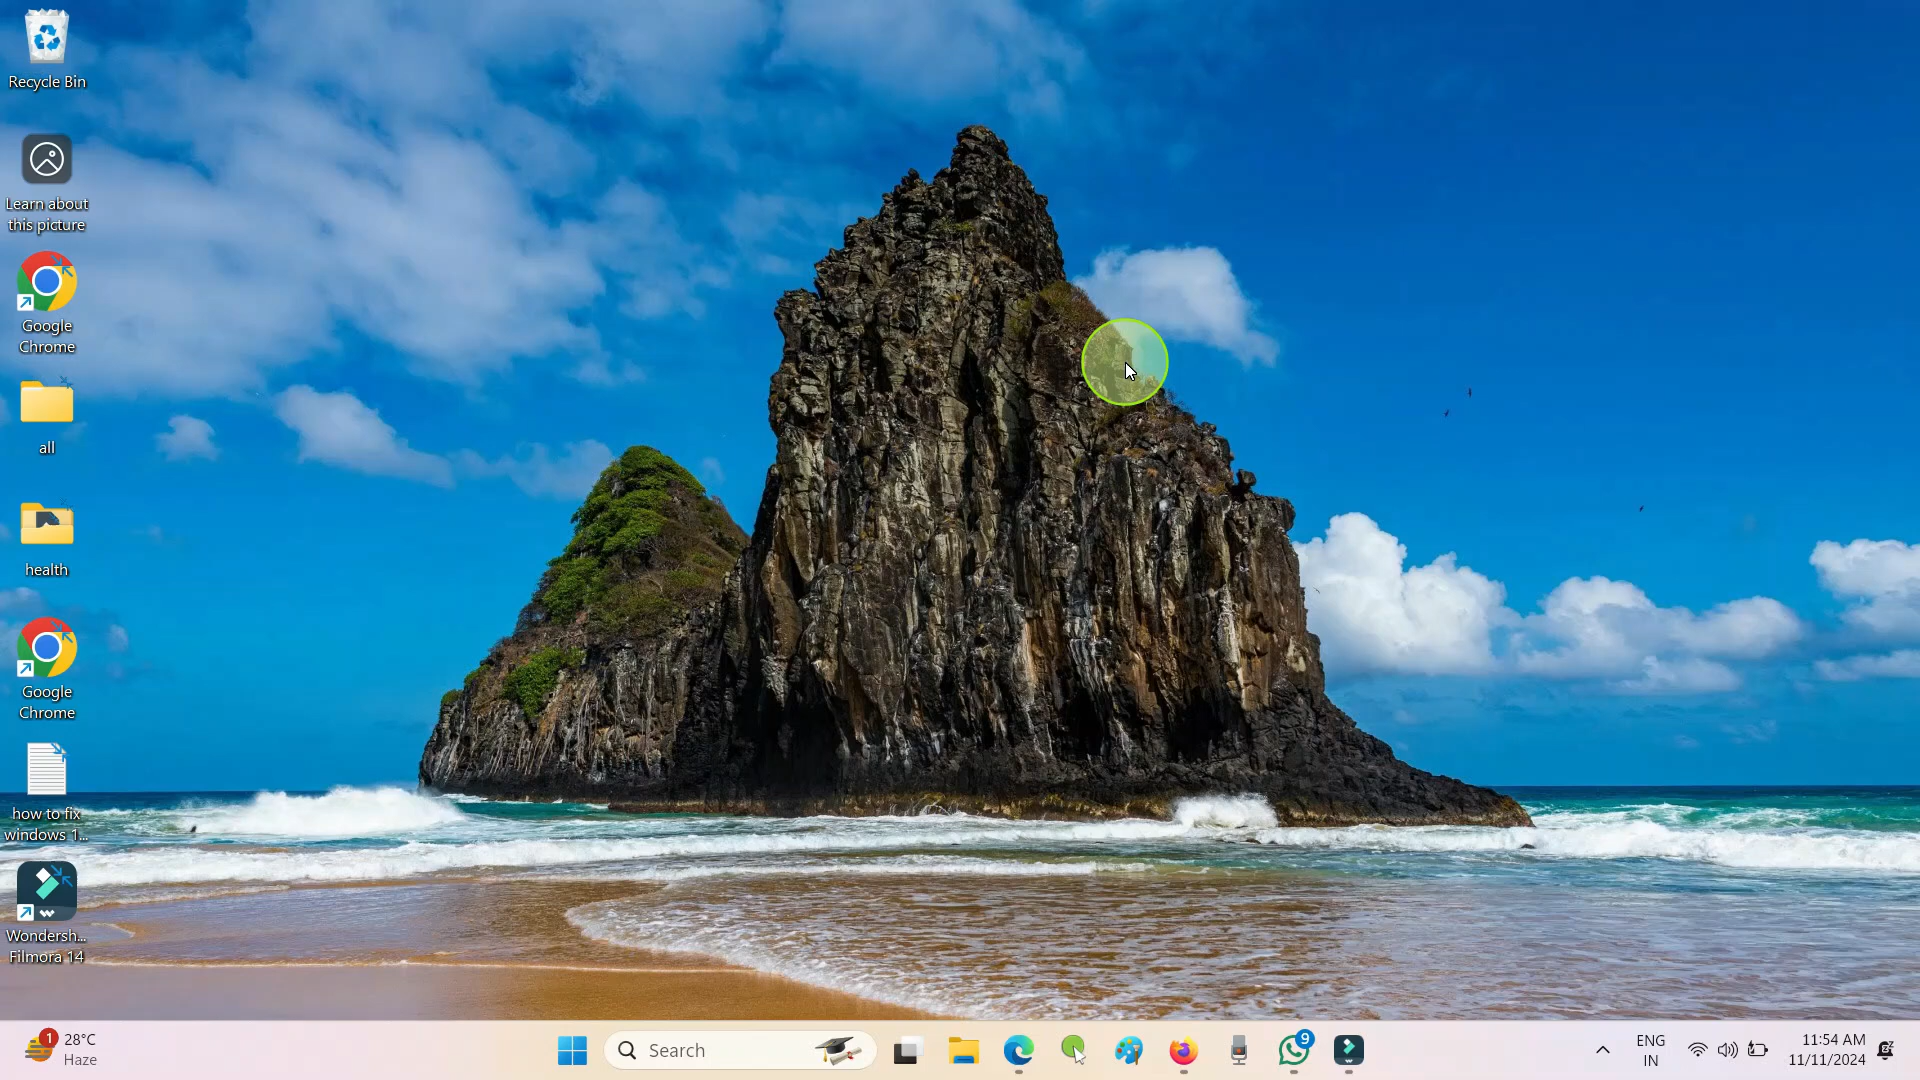 Recycle Bin
Learn about
this picture
Google
Chrome
all
health
Google
Chrome
how to fix
windows 1...
Wondersh...
Filmora 14
1
28°C
Haze
Search
9
ENG
IN
11:54 AM
11/11/2024